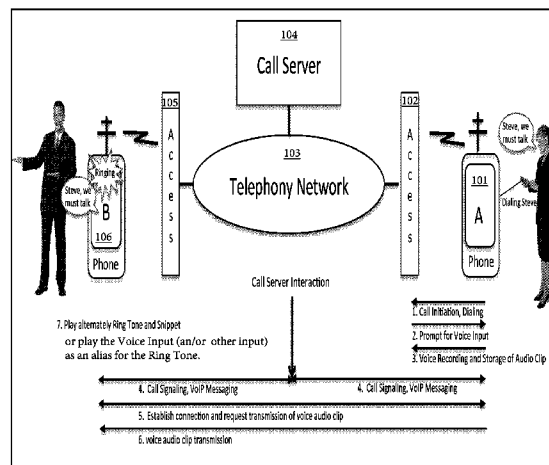 104
Call Server
105
Access
102
Access
103
Telephony Network
Steve, we
must talk
Ringing
Steve, we
must talk
B
106
Phone
101
A
Dialing Steve
Phone
Call Server Interaction
1. Call Initiation, Dialing
2. Prompt for Voice Input
3. Voice Recording and Storage of Audio Clip
7. Play alternately Ring Tone and Snippet
or play the Voice Input (an/or other input)
as an alias for the Ring Tone.
4. Call Signaling, VoIP Messaging
4. Call Signaling, VoIP Messaging
5. Establish connection and request transmission of voice audio clip
6. voice audio clip transmission